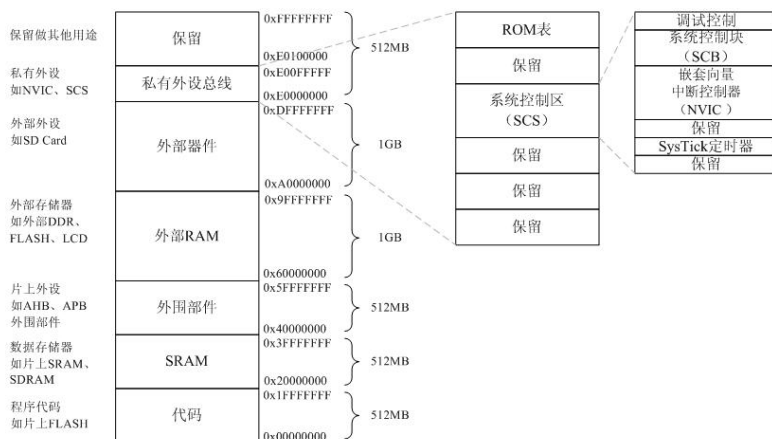 保留做其他用途
私有外设
如NVIC、SCS
外部外设
如SD Card
外部存储器
如外部DDR、
FLASH、LCD
片上外设
如AHB、APB
外围部件
数据存储器
如片上SRAM、
SDRAM
程序代码
如片上FLASH
保留
私有外设总线
外部器件
外部RAM
外围部件
SRAM
代码
0xFFFFFFFF
0xE0100000
0xE00FFFFF
0xE0000000
0xDFFFFFFF
0xA0000000
0x9FFFFFFF
0x60000000
0x5FFFFFFF
0x40000000
0x3FFFFFFF
0x20000000
0x1FFFFFFF
0x00000000
512MB
1GB
1GB
512MB
512MB
512MB
ROM表
保留
系统控制区
（SCS）
保留
保留
保留
调试控制
系统控制块
（SCB）
嵌套向量
中断控制器
（NVIC）
保留
SysTick定时器
保留